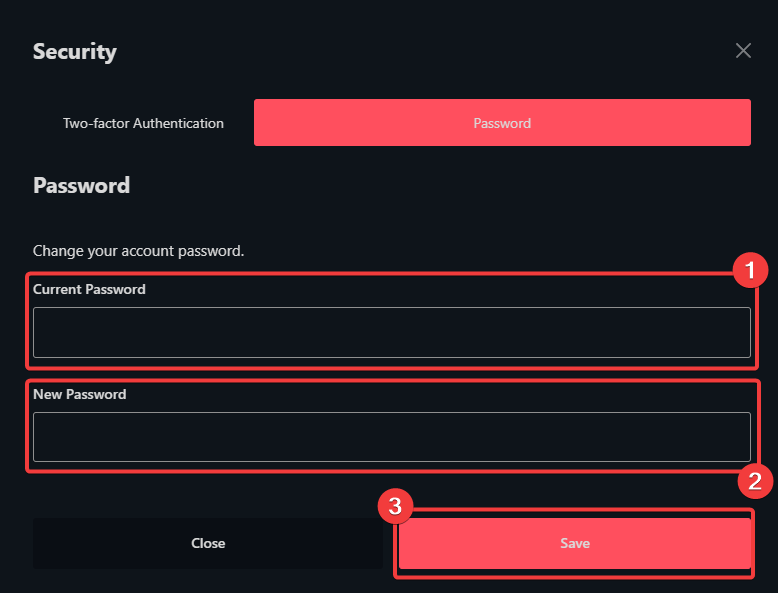 Security
Two-factor Authentication Password
Password
Change your account password.
1
Current Password
New Password
2
3
Close Save